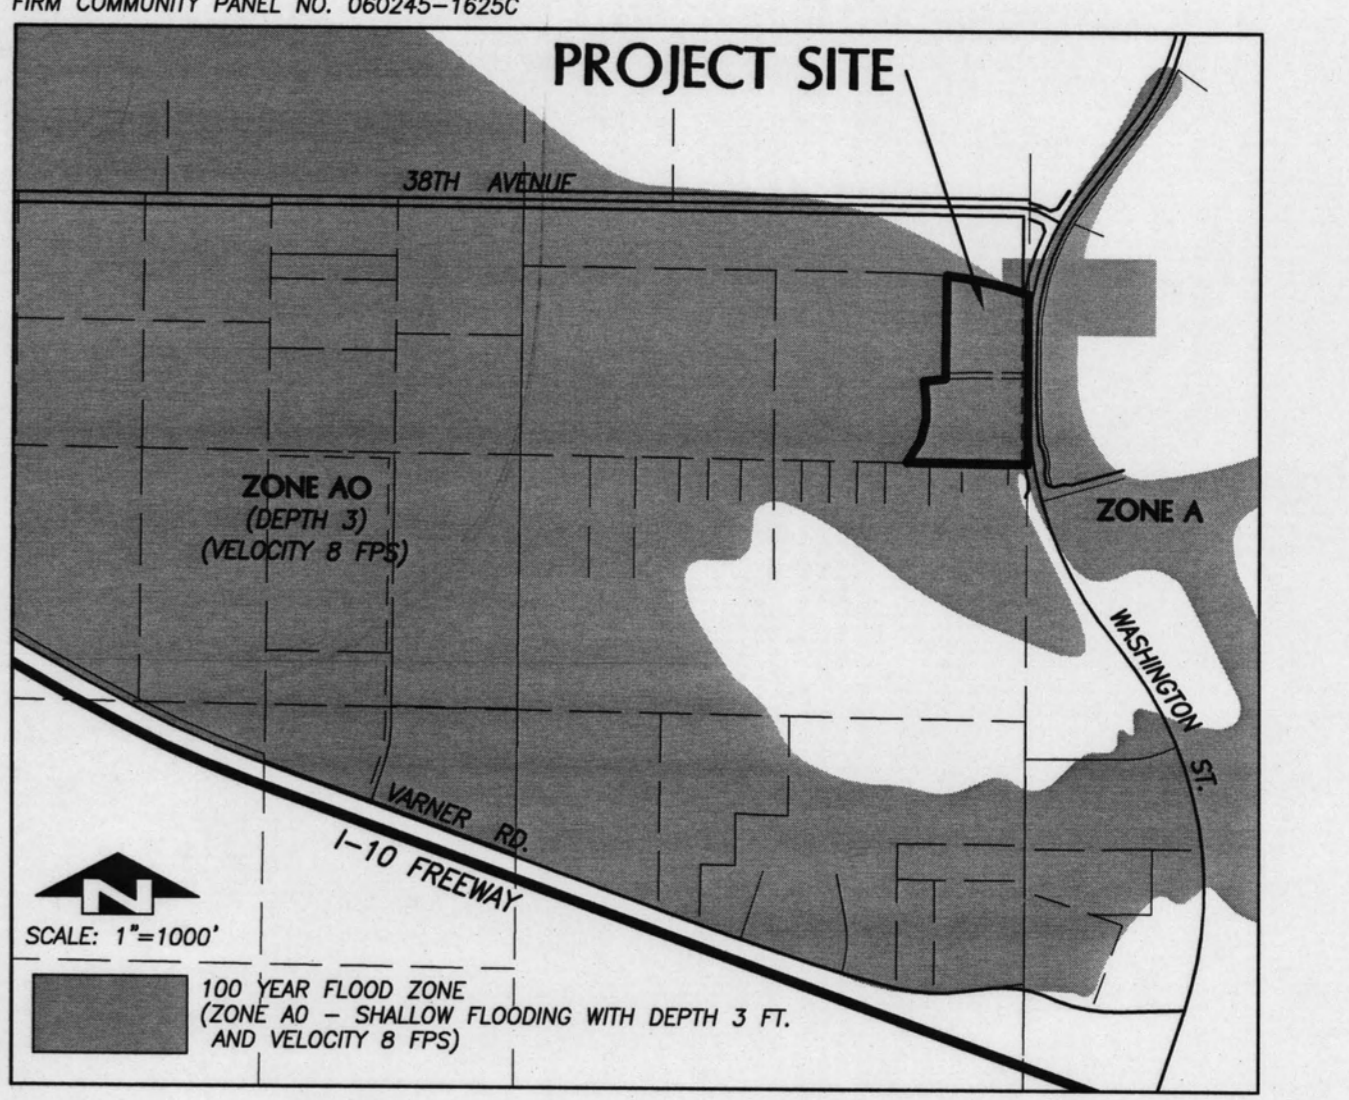 FIRM COMMUNITY PANEL NO. 060245-1625C
PROJECT SITE
38TH AVENUE
ZONE AO
(DEPTH 3)
(VELOCITY 8 FPS)
ZONE A
WASHINGTON ST.
VARNER RD.
I-10 FREEWAY
N
SCALE: 1"=1000'
100 YEAR FLOOD ZONE
(ZONE AO – SHALLOW FLOODING WITH DEPTH 3 FT.
AND VELOCITY 8 FPS)